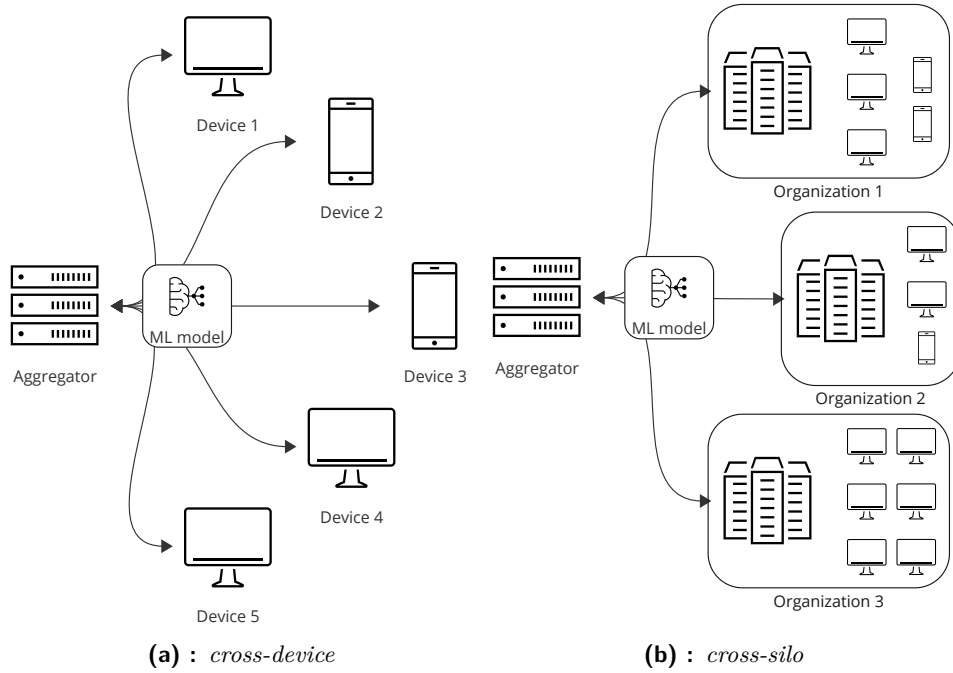 Device 1
Device 2
ML model
Aggregator
Device 3
Device 4
Device 5
(a) : cross-device
Organization 1
ML model
Aggregator
Organization 2
Organization 3
(b) : cross-silo